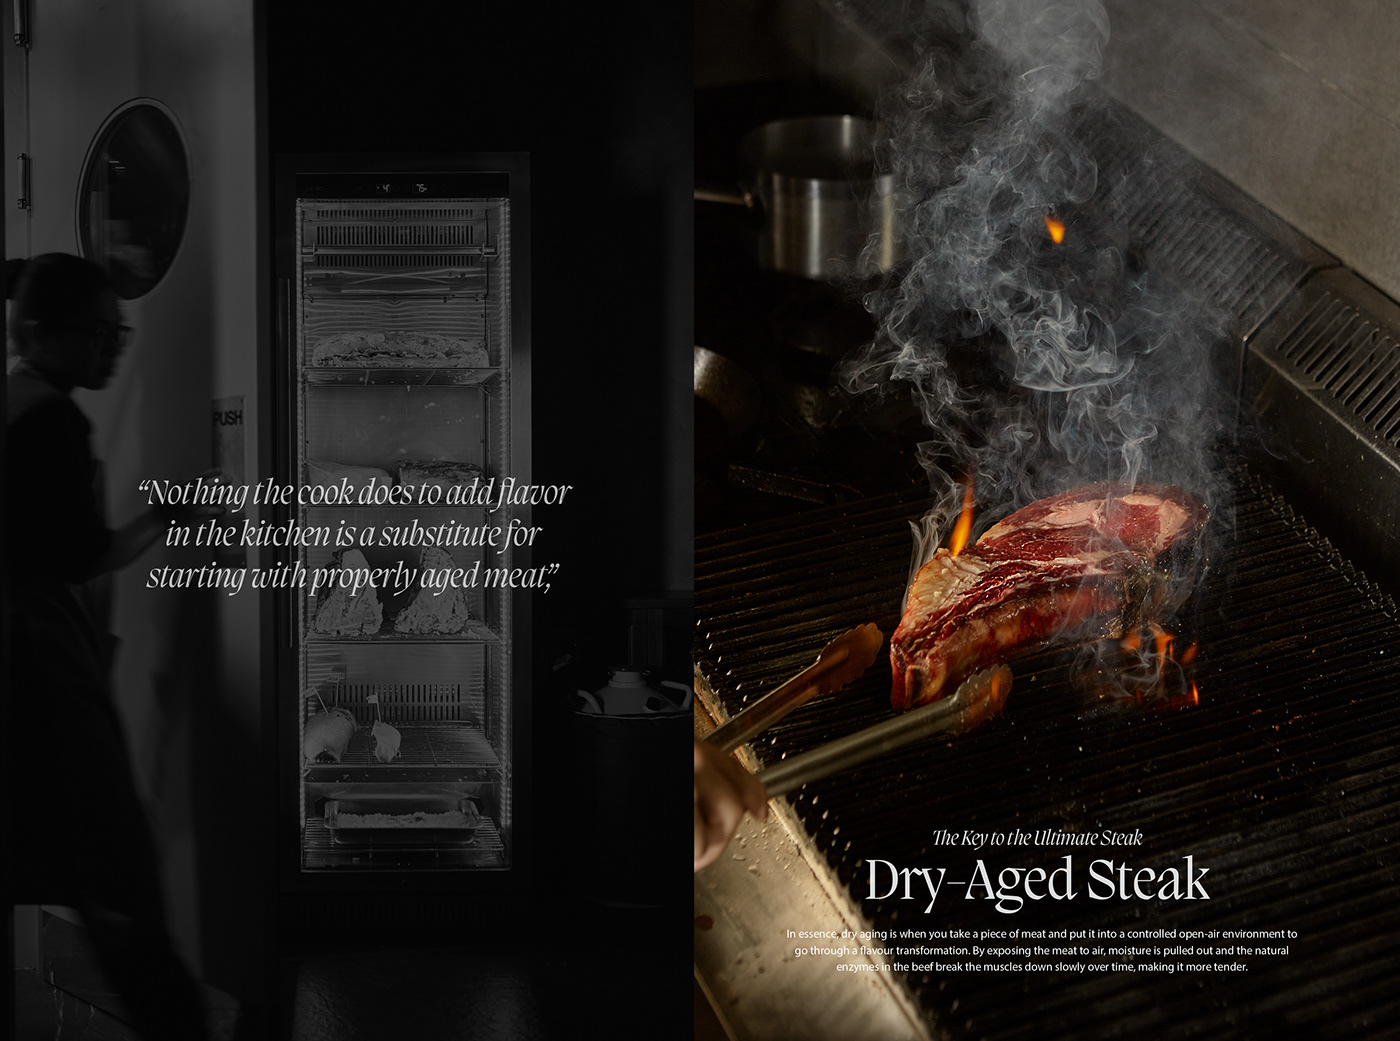 PUSH
“Nothing the cook does to add flavor
in the kitchen is a substitute for
starting with properly aged meat,”
The Key to the Ultimate Steak
Dry-Aged Steak
In essence, dry aging is when you take a piece of meat and put it into a controlled open-air environment to
go through a flavour transformation. By exposing the meat to air, moisture is pulled out and the natural
enzymes in the beef break the muscles down slowly over time, making it more tender.